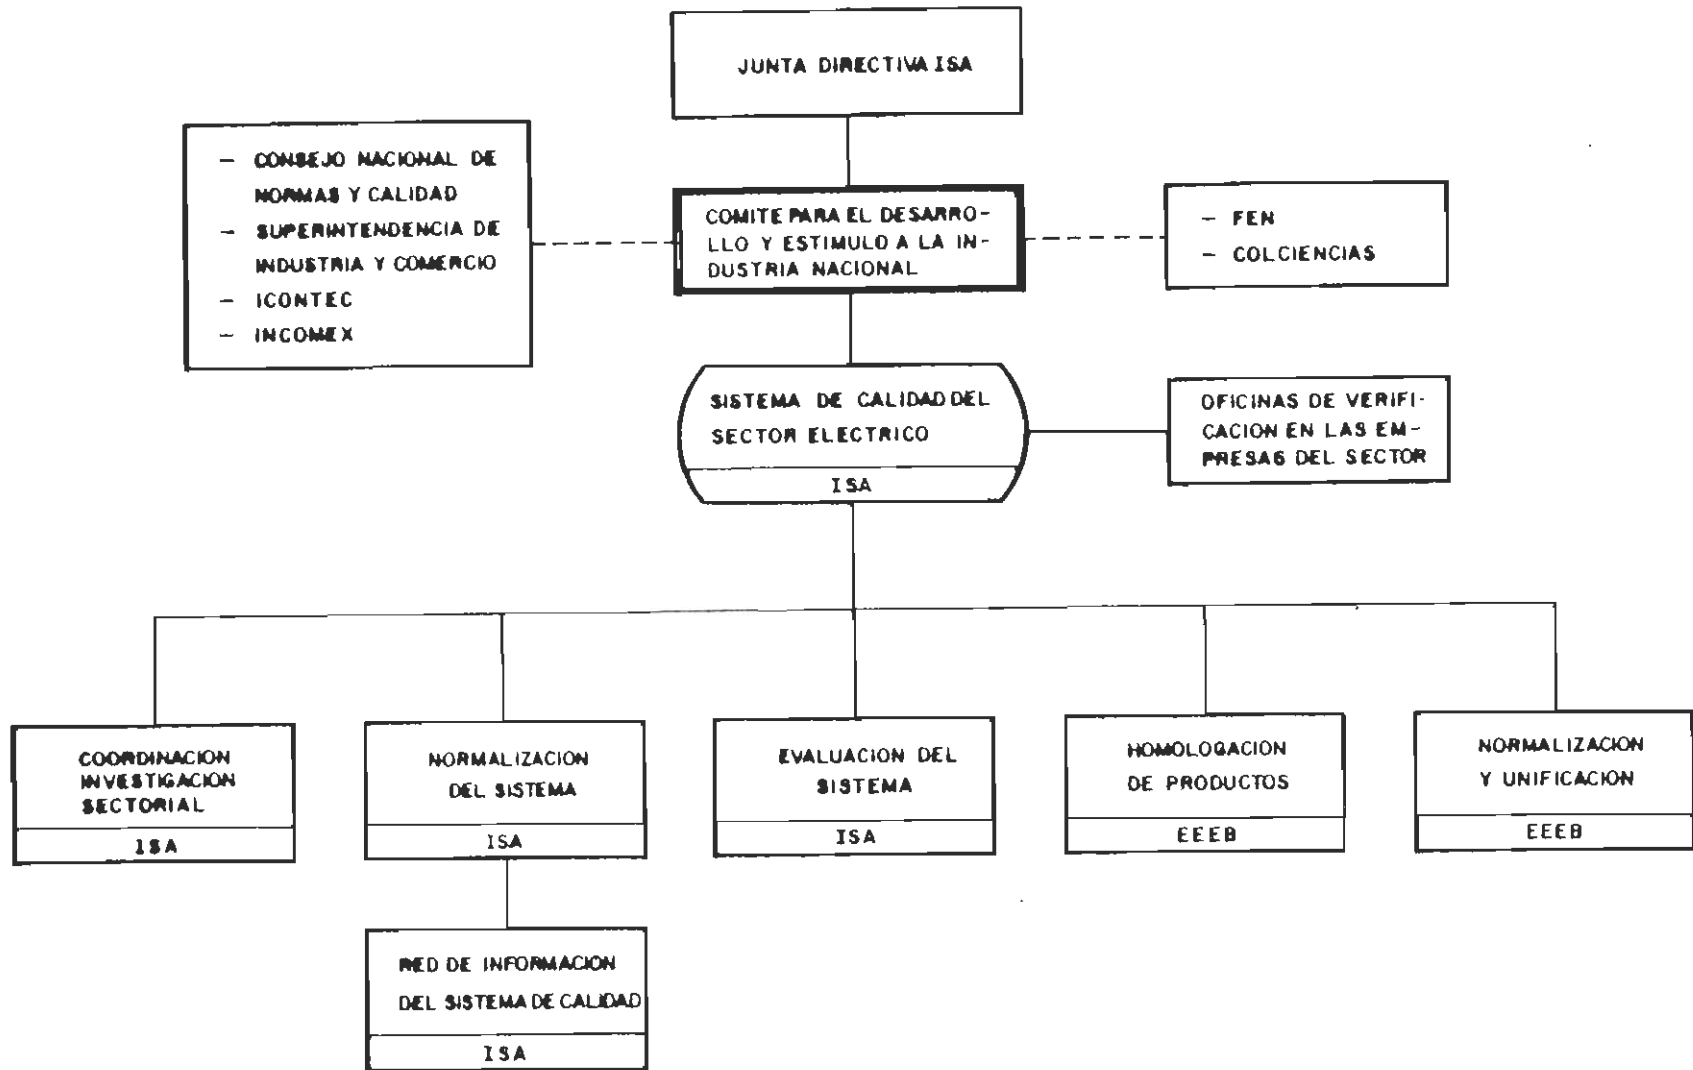 JUNTA DIRECTIVA ISA
— CONSEJO NACIONAL DE
NORMAS Y CALIDAD
— SUPERINTENDENCIA DE
INDUSTRIA Y COMERCIO
— ICONTEC
— INCOMEX
COMITE PARA EL DESARRO-
LLO Y ESTIMULO A LA IN-
DUSTRIA NACIONAL
— FEN
— COLCIENCIAS
SISTEMA DE CALIDAD DEL
SECTOR ELECTRICO
ISA
OFICINAS DE VERIFI-
CACION EN LAS EM-
PRESAS DEL SECTOR
COORDINACION
INVESTIGACION
SECTORIAL
ISA
NORMALIZACION
DEL SISTEMA
ISA
EVALUACION DEL
SISTEMA
ISA
HOMOLOGACION
DE PRODUCTOS
EEEB
NORMALIZACION
Y UNIFICACION
EEEB
RED DE INFORMACION
DEL SISTEMA DE CALIDAD
ISA